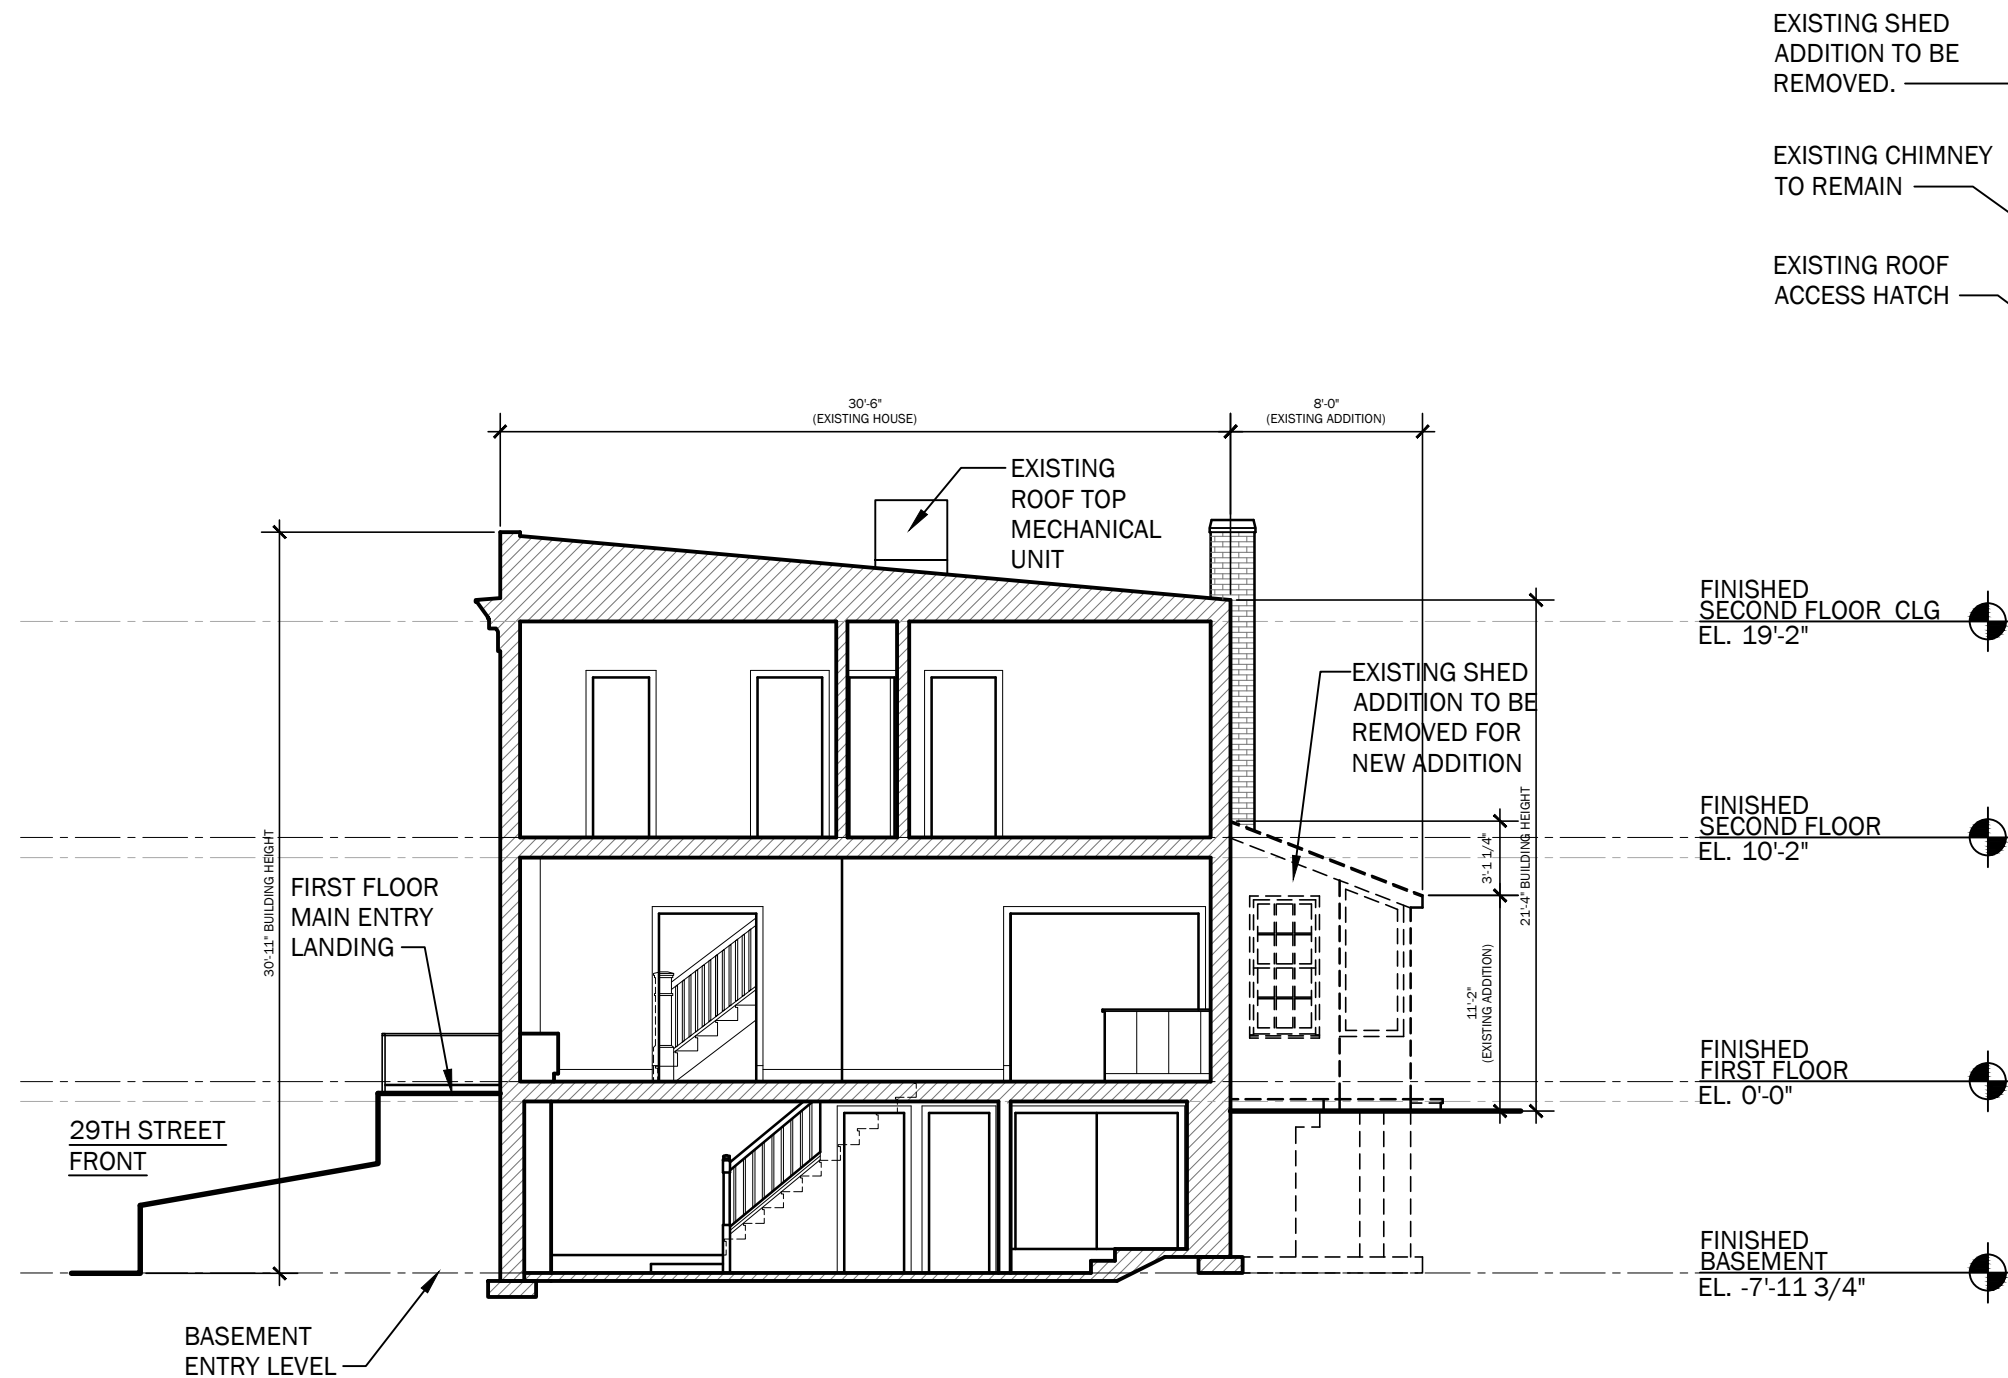 EXISTING SHED
ADDITION TO BE
REMOVED.
EXISTING CHIMNEY
TO REMAIN
EXISTING ROOF
ACCESS HATCH
30'-6"
(EXISTING HOUSE)
8'-0"
(EXISTING ADDITION)
EXISTING
ROOF TOP
MECHANICAL
UNIT
FINISHED
SECOND FLOOR CLG
EL. 19'-2"
EXISTING SHED
ADDITION TO BE
REMOVED FOR
NEW ADDITION
FINISHED
SECOND FLOOR
EL. 10'-2"
30'-11" BUILDING HEIGHT
FIRST FLOOR
MAIN ENTRY
LANDING
3'-1 1/4"
21'-4" BUILDING HEIGHT
11'-2"
(EXISTING ADDITION)
FINISHED
FIRST FLOOR
EL. 0'-0"
29TH STREET
FRONT
FINISHED
BASEMENT
EL. -7'-11 3/4"
BASEMENT
ENTRY LEVEL